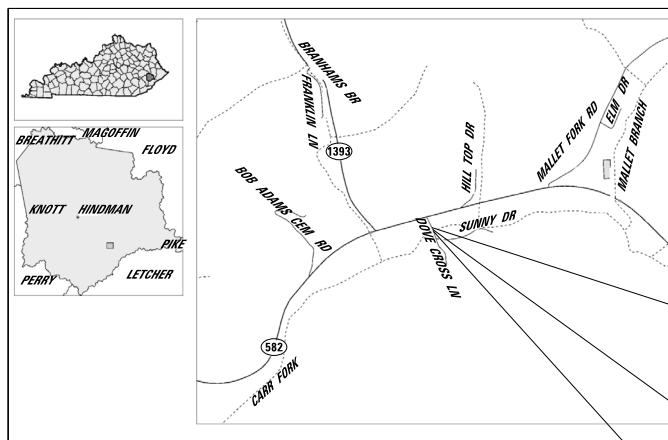 BREATHITT
MAGOFFIN
FLOYD
KNOTT
HINDMAN
PIKE
PERRY
LETCHER
BRANHAMS BR
FRANKLIN LN
1393
BOB ADAMS CEM RD
HILL TOP DR
MALLET FORK RD
ELM DR
MALLET BRANCH
SUNNY DR
DOVE CROSS LN
582
CARR FORK